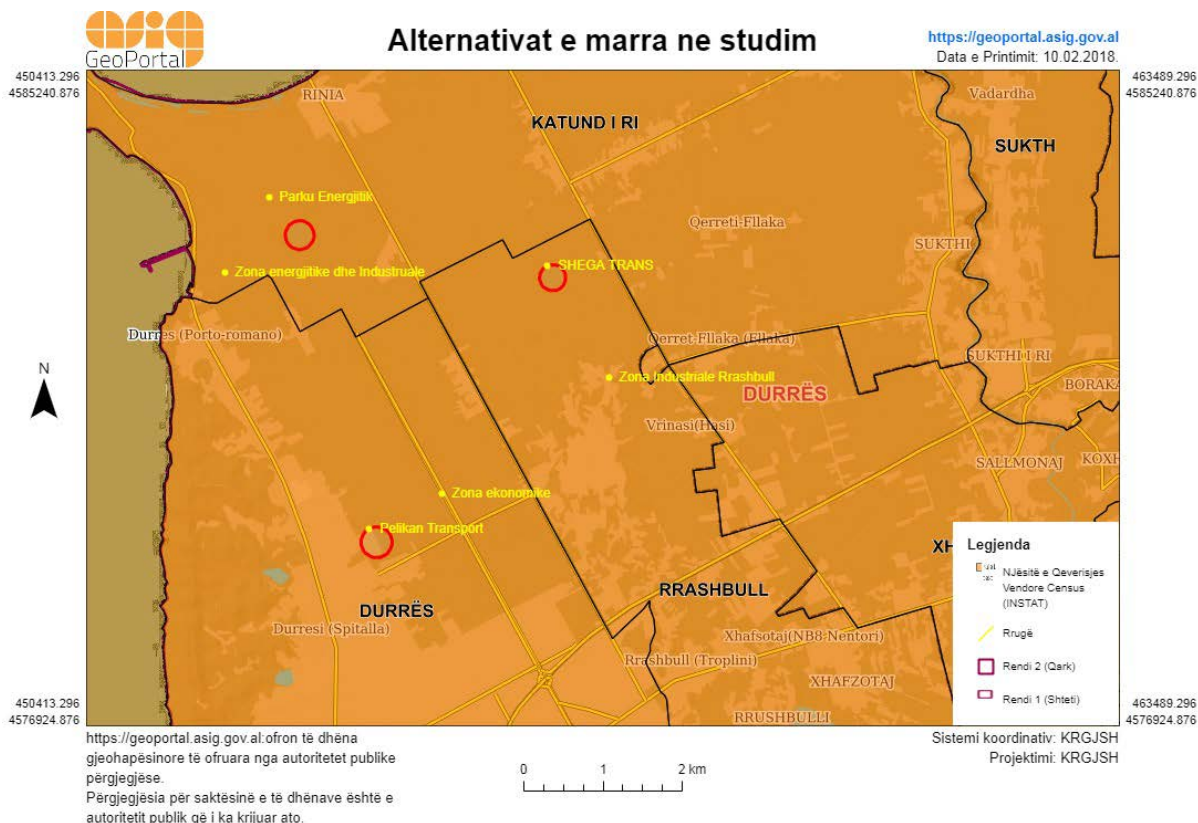 asig
GeoPortal
Alternativat e marra ne studim
https://geoportal.asig.gov.al
Data e Printimit: 10.02.2018.
450413.296
4585240.876
463489.296
4585240.876
RINIA
Vadardha
KATUND I RI
SUKTH
Parku Energjitik
Qerreti-Fllaka
SUKTHI
SHEGA TRANS
Zona energjitike dhe Industruale
Durrës (Porto-romano)
Qerret-Fllaka (Fllaka)
SUKTHI I RI
N
Zona Industriale Rrashbull
BORAKA
DURRËS
Vrinasi(Hasi)
SALLMONAJ
KOXH
Zona ekonomike
Pelikan Transport
XH
RRASHBULL
DURRËS
Durresi (Spitalla)
Xhafsotaj(NB8-Nentori)
Rrashbull (Troplini)
XHAFZOTAJ
RRUSHBULLI
Legjenda
NJësitë e Qeverisjes
Vendore Census
(INSTAT)
Rrugë
Rendi 2 (Qark)
Rendi 1 (Shteti)
450413.296
4576924.876
463489.296
4576924.876
https://geoportal.asig.gov.al:ofron të dhëna
gjeohapësinore të ofruara nga autoritetet publike
përgjegjëse.
Përgjegjësia për saktësinë e të dhënave është e
autoritetit publik që i ka krijuar ato.
0 1 2 km
Sistemi koordinativ: KRGJSH
Projektimi: KRGJSH